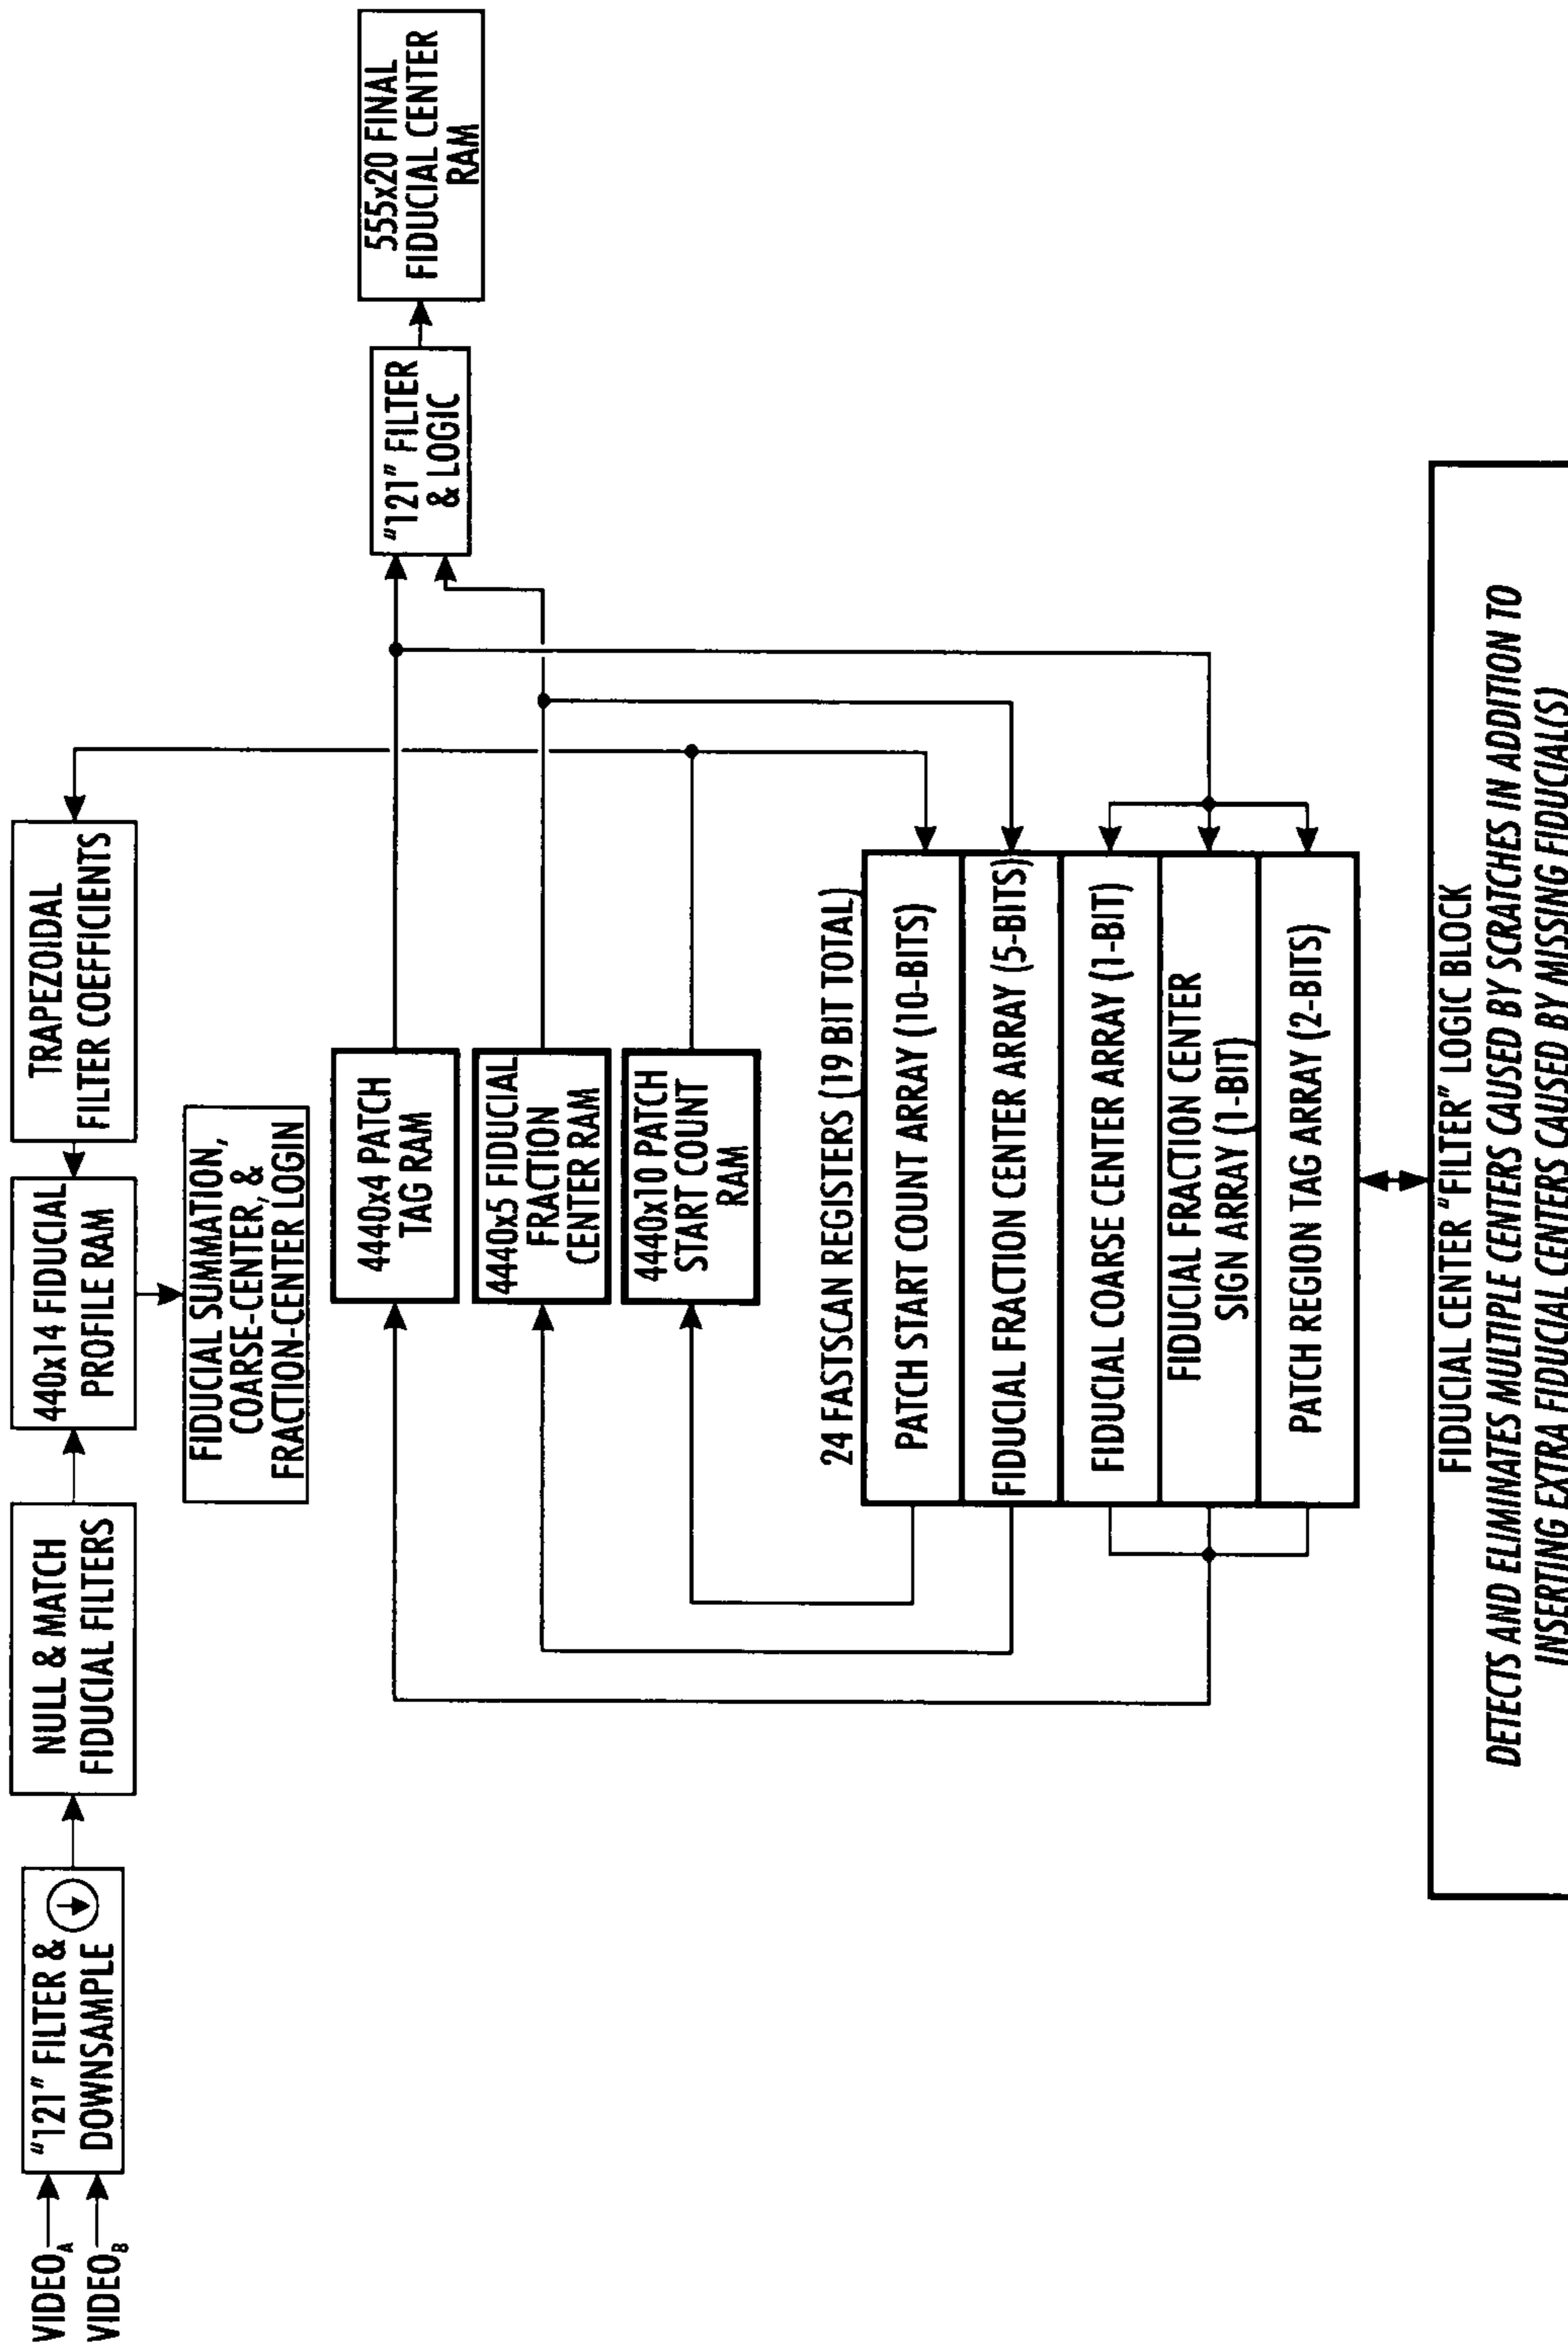 VIDEOA
VIDEOB
"121" FILTER &
DOWNSAMPLE
NULL & MATCH
FIDUCIAL FILTERS
440x14 FIDUCIAL
PROFILE RAM
TRAPEZOIDAL
FILTER COEFFICIENTS
FIDUCIAL SUMMATION,
COARSE-CENTER, &
FRACTION-CENTER LOGIN
4440x4 PATCH
TAG RAM
4440x5 FIDUCIAL
FRACTION
CENTER RAM
4440x10 PATCH
START COUNT
RAM
"121" FILTER
& LOGIC
555x20 FINAL
FIDUCIAL CENTER
RAM
24 FASTSCAN REGISTERS (19 BIT TOTAL)
PATCH START COUNT ARRAY (10-BITS)
FIDUCIAL FRACTION CENTER ARRAY (5-BITS)
FIDUCIAL COARSE CENTER ARRAY (1-BIT)
FIDUCIAL FRACTION CENTER
SIGN ARRAY (1-BIT)
PATCH REGION TAG ARRAY (2-BITS)
FIDUCIAL CENTER "FILTER" LOGIC BLOCK
DETECTS AND ELIMINATES MULTIPLE CENTERS CAUSED BY SCRATCHES IN ADDITION TO
INSERTING EXTRA FIDUCIAL CENTERS CAUSED BY MISSING FIDUCIAL(S)